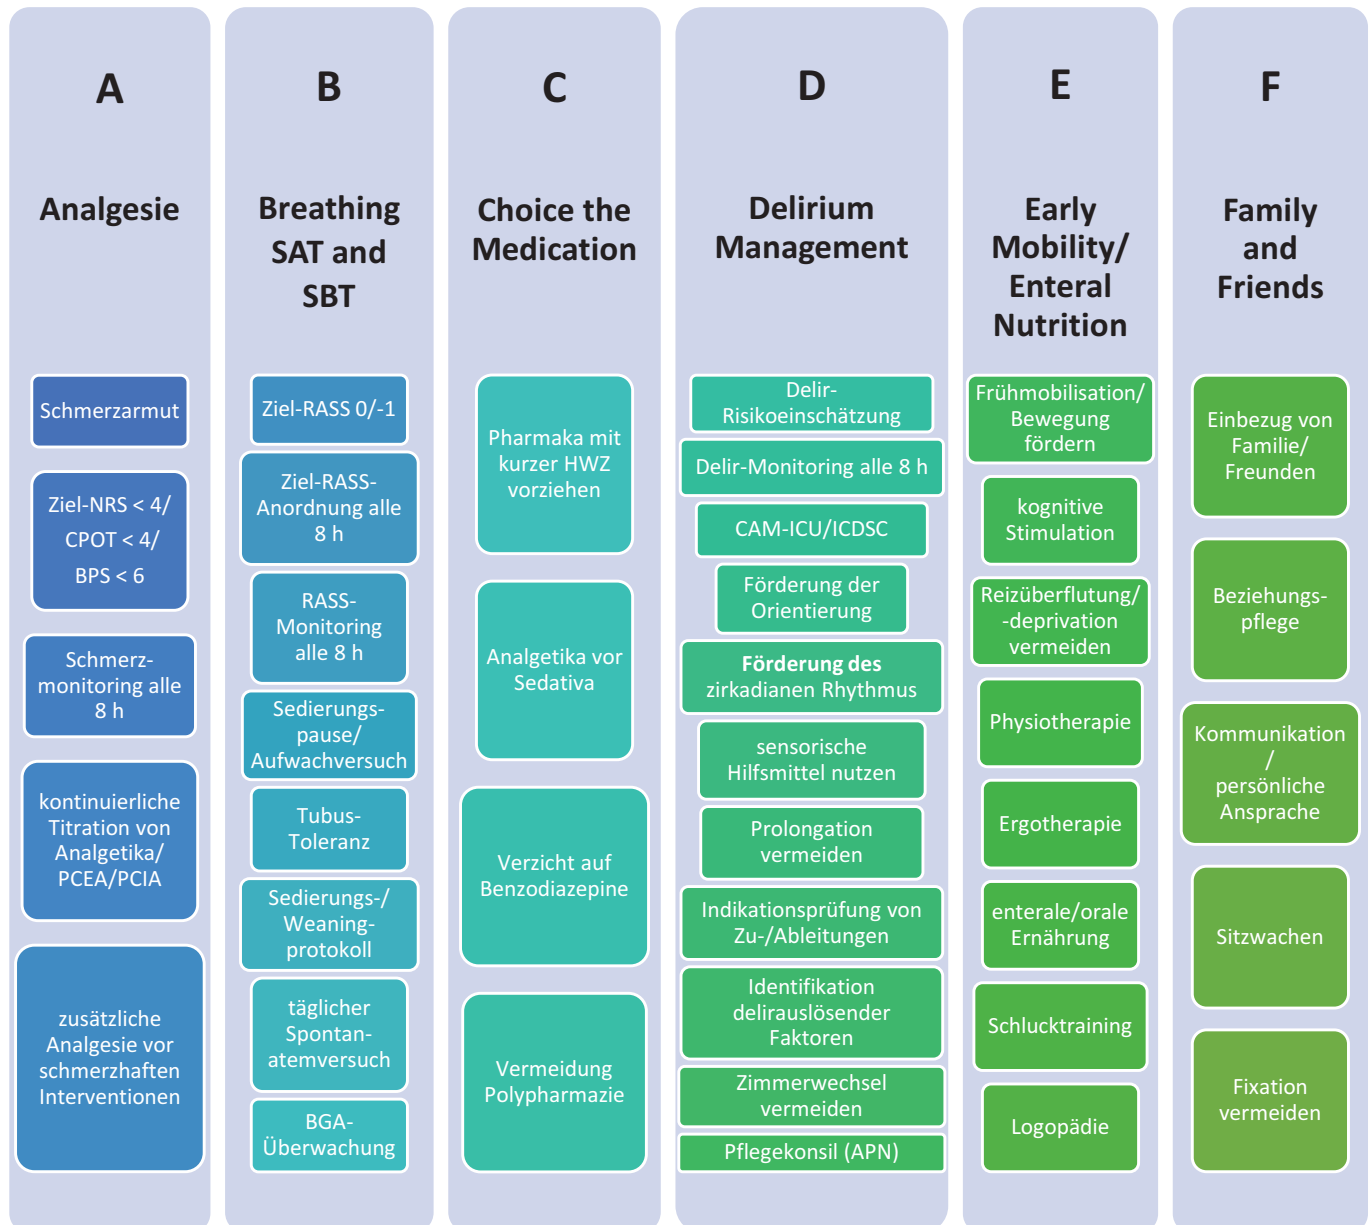 A
Analgesie
Schmerzarmut
Ziel-NRS < 4/
CPOT < 4/
BPS < 6
Schmerz-
monitoring alle
8 h
kontinuierliche
Titration von
Analgetika/
PCEA/PCIA
zusätzliche
Analgesie vor
schmerzhaften
Interventionen
B
Breathing
SAT and
SBT
Ziel-RASS 0/-1
Ziel-RASS-
Anordnung alle
8 h
RASS-
Monitoring
alle 8 h
Sedierungs-
pause/
Aufwachversuch
Tubus-
Toleranz
Sedierungs-/
Weaning-
protokoll
täglicher
Spontan-
atemversuch
BGA-
Überwachung
C
Choice the
Medication
Pharmaka mit
kurzer HWZ
vorziehen
Analgetika vor
Sedativa
Verzicht auf
Benzodiazepine
Vermeidung
Polypharmazie
D
Delirium
Management
Delir-
Risikoeinschätzung
Delir-Monitoring alle 8 h
CAM-ICU/ICDSC
Förderung der
Orientierung
Förderung des
zirkadianen Rhythmus
sensorische
Hilfsmittel nutzen
Prolongation
vermeiden
Indikationsprüfung von
Zu-/Ableitungen
Identifikation
delirauslösender
Faktoren
Zimmerwechsel
vermeiden
Pflegekonsil (APN)
E
Early
Mobility/
Enteral
Nutrition
Frühmobilisation/
Bewegung
fördern
kognitive
Stimulation
Reizüberflutung/
-deprivation
vermeiden
Physiotherapie
Ergotherapie
enterale/orale
Ernährung
Schlucktraining
Logopädie
F
Family
and
Friends
Einbezug von
Familie/
Freunden
Beziehungs-
pflege
Kommunikation
/
persönliche
Ansprache
Sitzwachen
Fixation
vermeiden